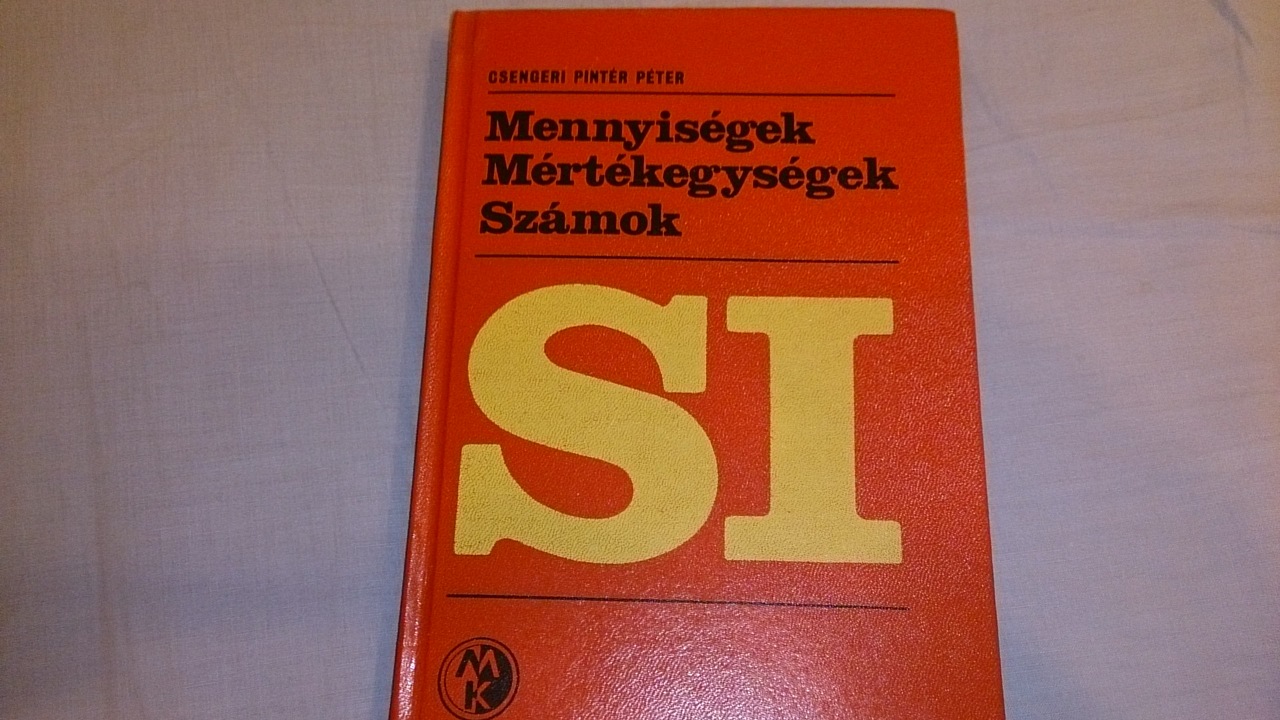 CSENGERI PINTÉR PÉTER
Mennyiségek
Mértékegységek
Számok
SI
MK